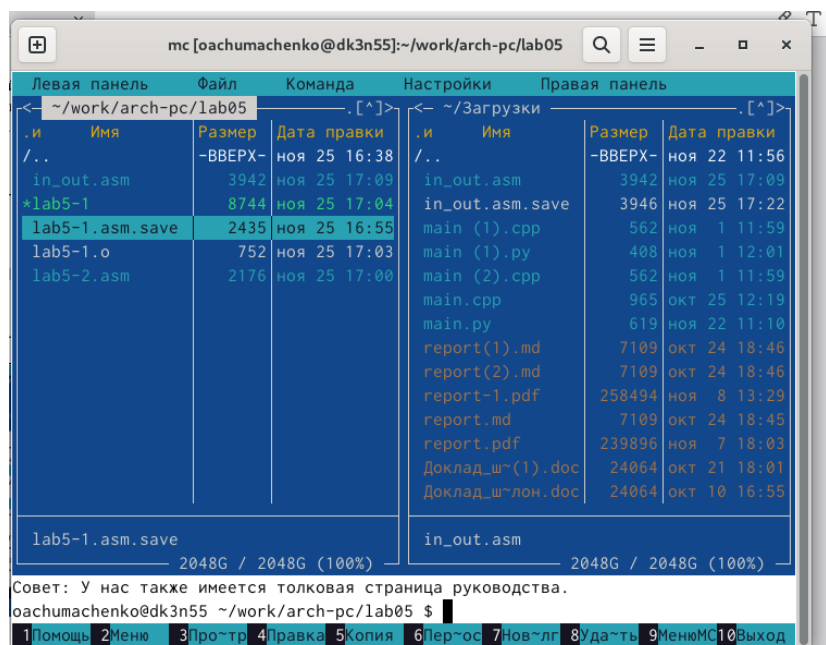 mc [oachumachenko@dk3n55]:~/work/arch-pc/lab05
Левая панель Файл Команда Настройки Правая панель
<— ~/work/arch-pc/lab05 .[^]> <— ~/Загрузки .[^]>
.и Имя Размер Дата правки .и Имя Размер Дата правки
/.. -ВВЕРХ- ноя 25 16:38 /.. -ВВЕРХ- ноя 22 11:56
in_out.asm 3942 ноя 25 17:09 in_out.asm 3942 ноя 25 17:09
*lab5-1 8744 ноя 25 17:04 in_out.asm.save 3946 ноя 25 17:22
lab5-1.asm.save 2435 ноя 25 16:55 main (1).cpp 562 ноя 1 11:59
lab5-1.o 752 ноя 25 17:03 main (1).py 408 ноя 1 12:01
lab5-2.asm 2176 ноя 25 17:00 main (2).cpp 562 ноя 1 11:59
main.cpp 965 окт 25 12:19
main.py 619 ноя 22 11:10
report(1).md 7109 окт 24 18:46
report(2).md 7109 окт 24 18:46
report-1.pdf 258494 ноя 8 13:29
report.md 7109 окт 24 18:45
report.pdf 239896 ноя 7 18:03
Доклад_ш~(1).doc 24064 окт 21 18:01
Доклад_ш~лон.doc 24064 окт 10 16:55
lab5-1.asm.save in_out.asm
2048G / 2048G (100%) 2048G / 2048G (100%)
Совет: У нас также имеется толковая страница руководства.
oachumachenko@dk3n55 ~/work/arch-pc/lab05 $
1Помощь 2Меню 3Про~тр 4Правка 5Копия 6Пер~ос 7Нов~лг 8Уда~ть 9МенюМС 10Выход